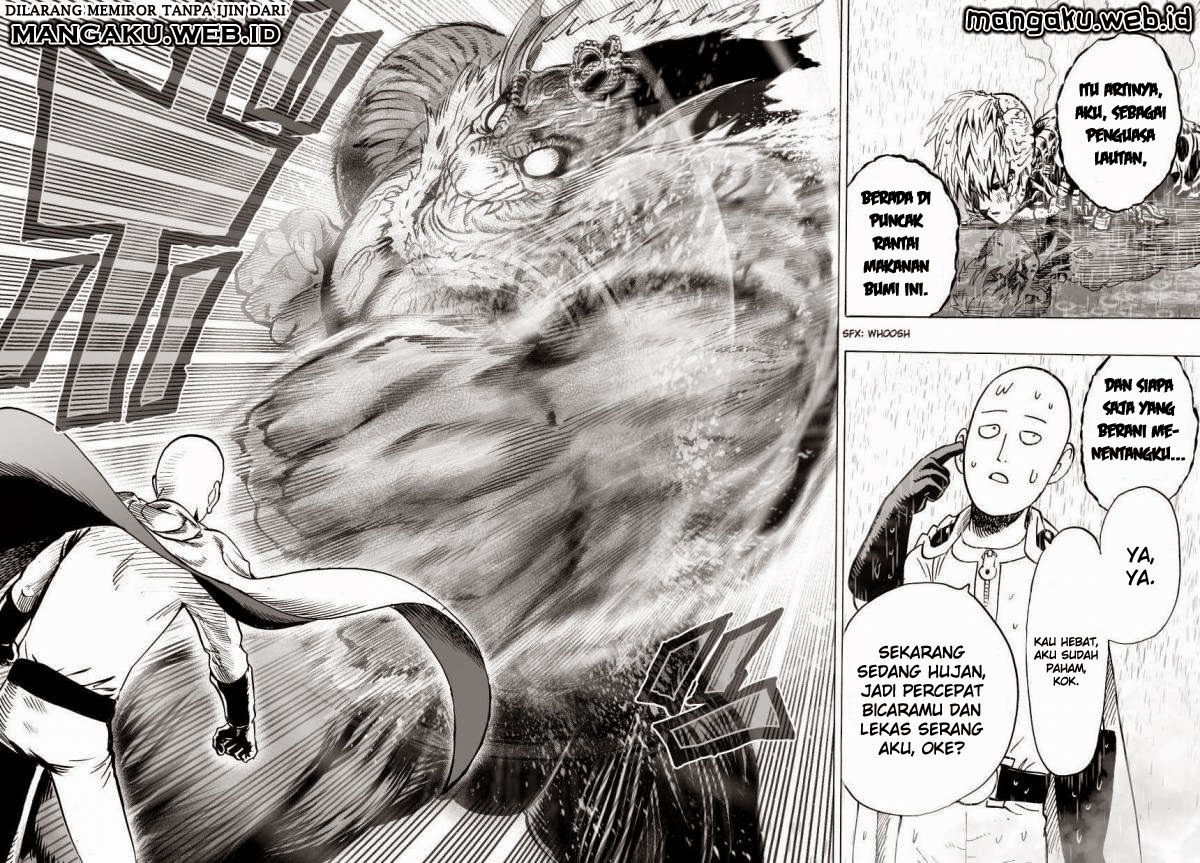 DILARANG MEMIROR TANPA IJIN DARI
MANGAKU.WEB.ID
mangaku.web.id
ITU ARTINYA,
AKU, SEBAGAI
PENGUASA
LAUTAN,
BERADA DI
PUNCAK
RANTAI
MAKANAN
BUMI INI.
SFX: WHOOSH
DAN SIAPA
SAJA YANG
BERANI ME-
NENTANGKU...
YA,
YA.
KAU HEBAT,
AKU SUDAH
PAHAM,
KOK.
SEKARANG
SEDANG HUJAN,
JADI PERCEPAT
BICARAMU DAN
LEKAS SERANG
AKU, OKE?